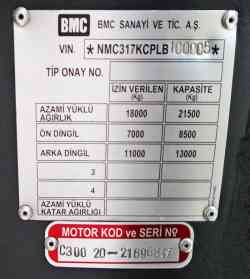 BMC BMC SANAYİ VE TİC. A.Ş.
VIN. *NMC317KCPLB100005*
TİP ONAY NO.
İZİN VERİLEN (Kg) KAPASİTE (Kg)
AZAMİ YÜKLÜ AĞIRLIK 18000 21500
ÖN DİNGİL 7000 8500
ARKA DİNGİL 11000 13000
3
4
AZAMİ YÜKLÜ KATAR AĞIRLIĞI
MOTOR KOD ve SERİ Nº
C300 20-21696847